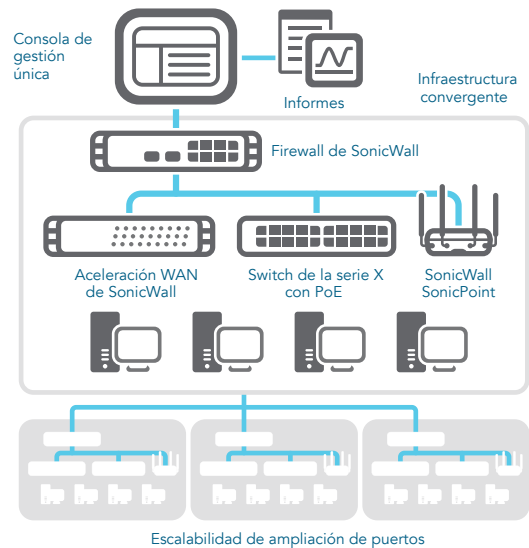 Consola de
gestión
única
Informes
Infraestructura
convergente
Firewall de SonicWall
Aceleración WAN
de SonicWall
Switch de la serie X
con PoE
SonicWall
SonicPoint
Escalabilidad de ampliación de puertos